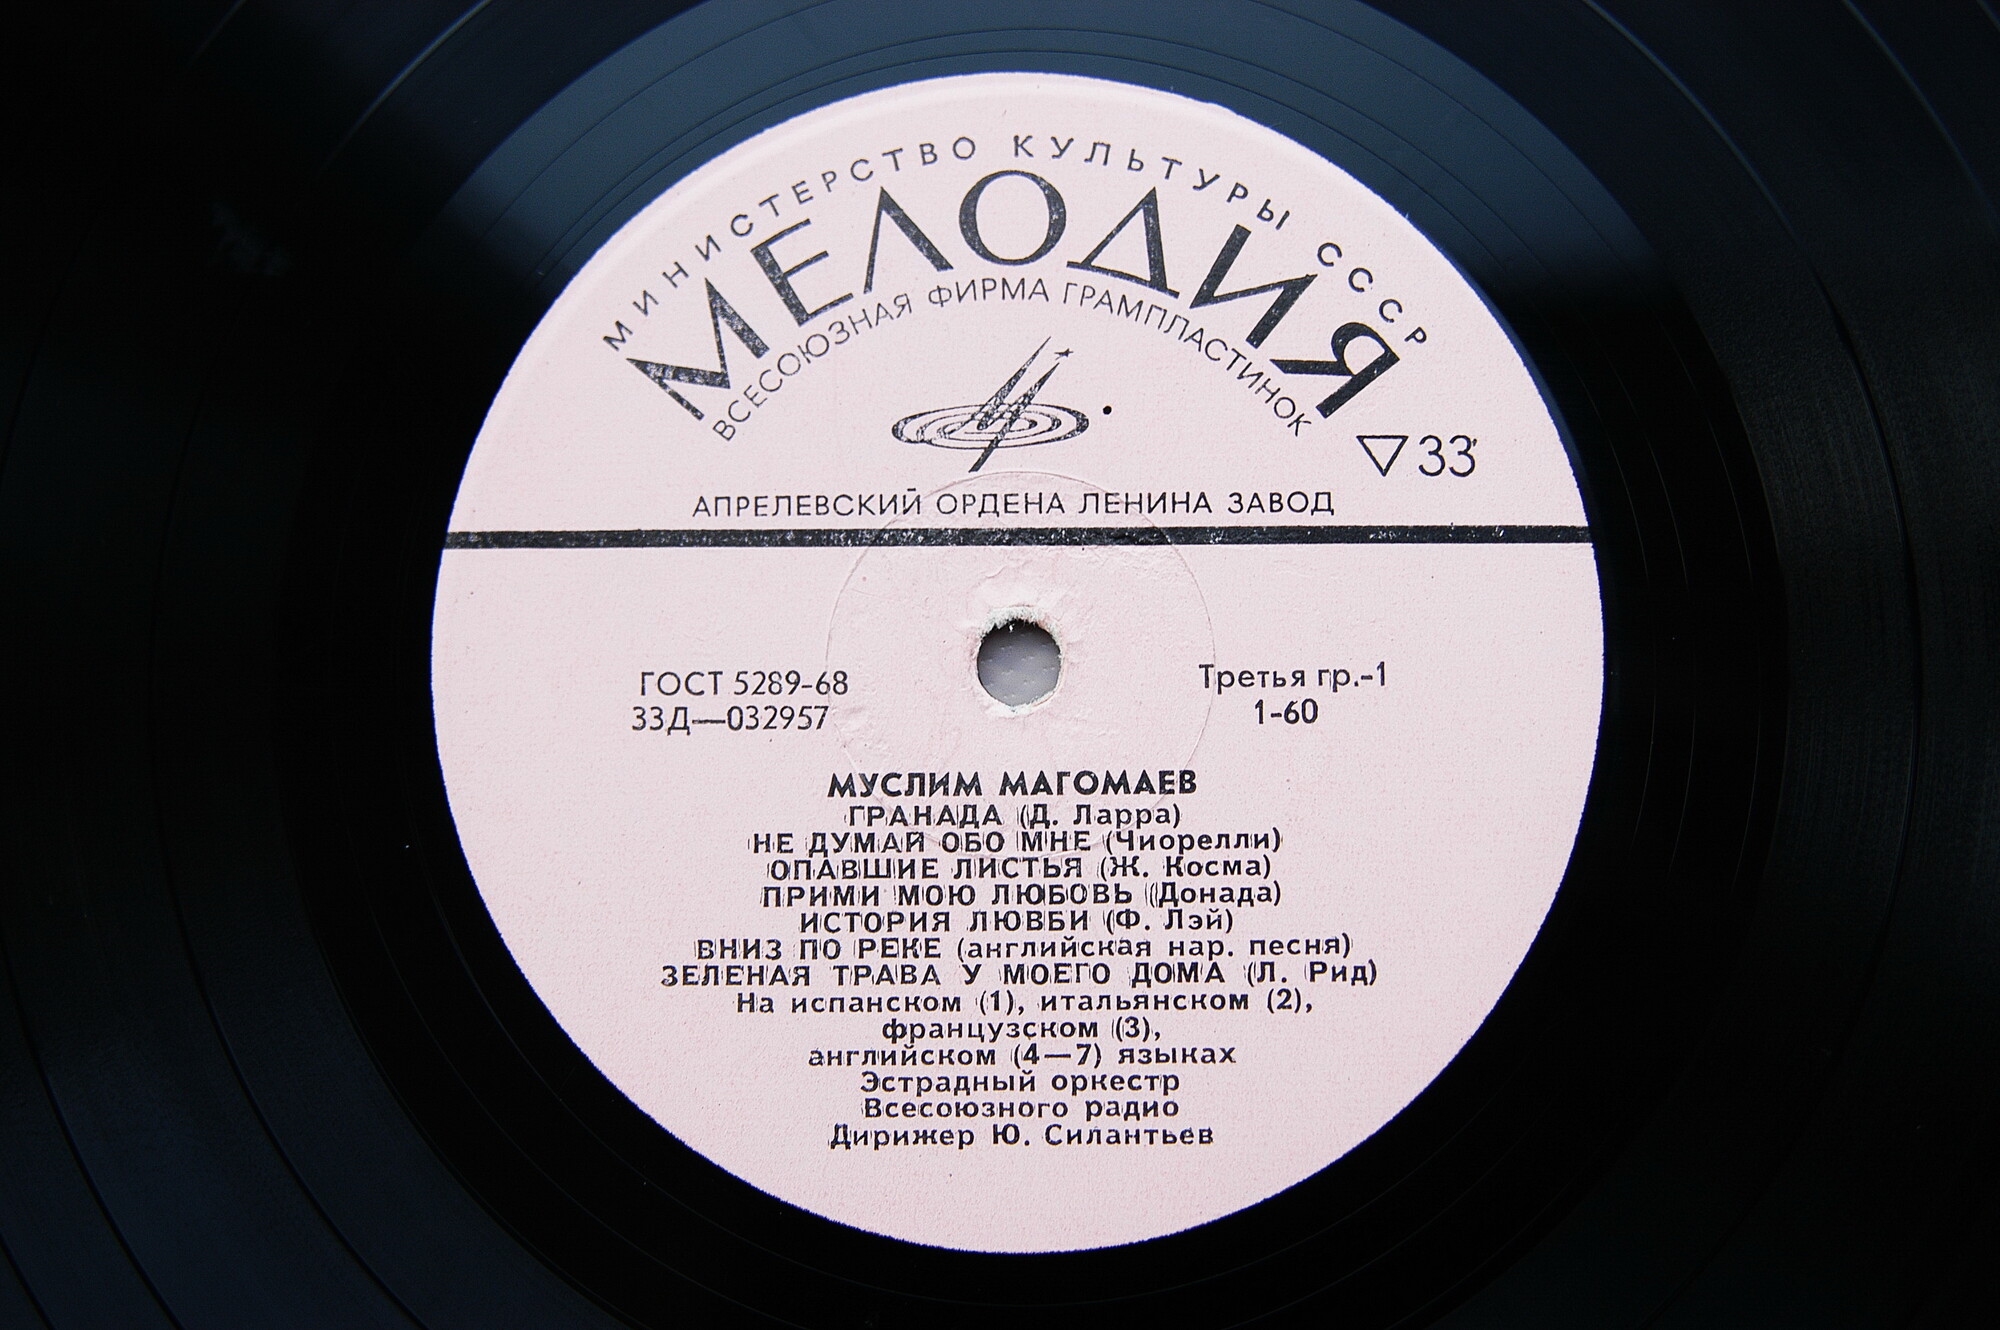 МИНИСТЕРСТВО КУЛЬТУРЫ СССР
МЕЛОДИЯ
ВСЕСОЮЗНАЯ ФИРМА ГРАМПЛАСТИНОК
▽33
АПРЕЛЕВСКИЙ ОРДЕНА ЛЕНИНА ЗАВОД
ГОСТ 5289-68
33Д—032957
Третья гр.-1
1-60
МУСЛИМ МАГОМАЕВ
ГРАНАДА (Д. Ларра)
НЕ ДУМАЙ ОБО МНЕ (Чиорелли)
ОПАВШИЕ ЛИСТЬЯ (Ж. Косма)
ПРИМИ МОЮ ЛЮБОВЬ (Донада)
ИСТОРИЯ ЛЮВБИ (Ф. Лэй)
ВНИЗ ПО РЕКЕ (английская нар. песня)
ЗЕЛЕНАЯ ТРАВА У МОЕГО ДОМА (Л. Рид)
На испанском (1), итальянском (2),
французском (3),
английском (4—7) языках
Эстрадный оркестр
Всесоюзного радио
Дирижер Ю. Силантьев